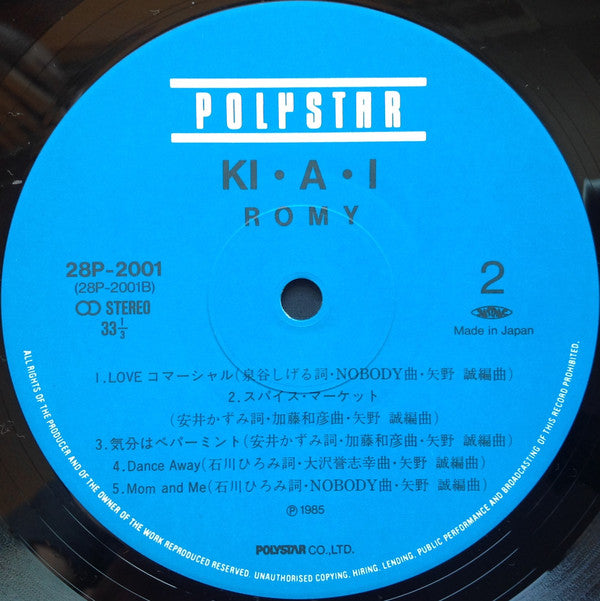 POLYSTAR
KI・A・I
ROMY
28P-2001
(28P-2001B)
STEREO
33 1/3
2
Made in Japan
1.LOVE コマーシャル(泉谷しげる詞・NOBODY曲・矢野 誠編曲)
2.スパイス・マーケット
(安井かずみ詞・加藤和彦曲・矢野 誠編曲)
3.気分はペパーミント(安井かずみ詞・加藤和彦曲・矢野 誠編曲)
4.Dance Away(石川ひろみ詞・大沢誉志幸曲・矢野 誠編曲)
5.Mom and Me(石川ひろみ詞・NOBODY曲・矢野 誠編曲)
Ⓟ 1985
POLYSTAR CO.,LTD.
ALL RIGHTS OF THE PRODUCER AND OF THE OWNER OF THE WORK REPRODUCED RESERVED. UNAUTHORISED COPYING. HIRING. LENDING. PUBLIC PERFORMANCE AND BROADCASTING OF THIS RECORD PROHIBITED.